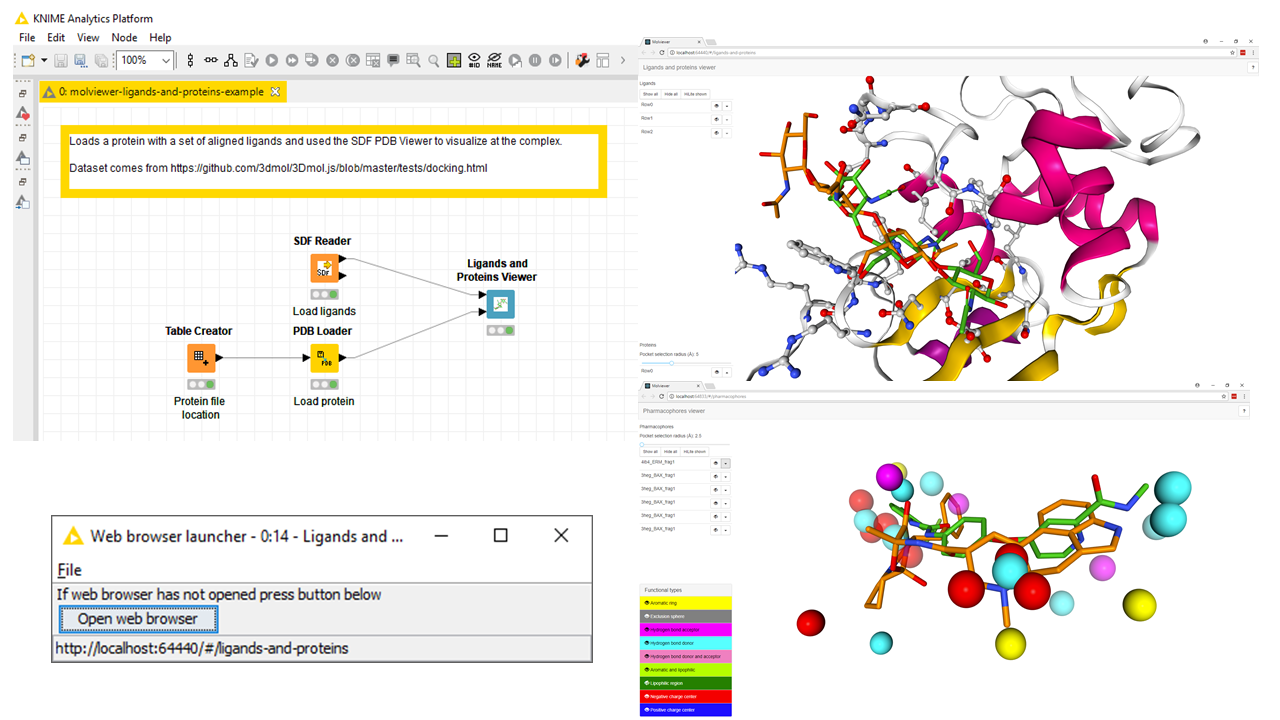 KNIME Analytics Platform
File Edit View Node Help
100%
ID
NAME
0: molviewer-ligands-and-proteins-example
Loads a protein with a set of aligned ligands and used the SDF PDB Viewer to visualize at the complex.
Dataset comes from https://github.com/3dmol/3Dmol.js/blob/master/tests/docking.html
SDF Reader
SDF
Load ligands
Ligands and
Proteins Viewer
Table Creator
Protein file
location
PDB Loader
PDB
Load protein
Web browser launcher - 0:14 - Ligands and ...
File
If web browser has not opened press button below
Open web browser
http://localhost:64440/#/ligands-and-proteins
Molviewer
localhost:64440/#/ligands-and-proteins
Ligands and proteins viewer
?
Ligands
Show all Hide all HiLite shown
Row0
Row1
Row2
Proteins
Pocket selection radius (Å): 5
Row0
Molviewer
localhost:64813/#/pharmacophores
Pharmacophores viewer
?
Pharmacophores
Pocket selection radius (Å): 2.5
Show all Hide all HiLite shown
4lb4_ERM_frag1
3heg_BAX_frag1
3heg_BAX_frag1
3heg_BAX_frag1
3heg_BAX_frag1
3heg_BAX_frag1
Functional types
Aromatic ring
Exclusion sphere
Hydrogen bond acceptor
Hydrogen bond donor
Hydrogen bond donor and acceptor
Aromatic and lipophilic
Lipophilic region
Negative charge center
Positive charge center